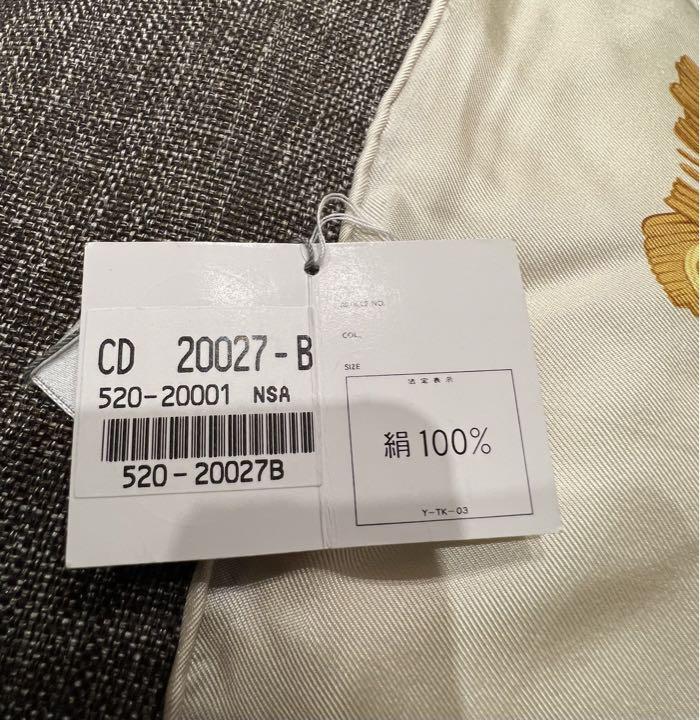 CD 20027-B
520-20001 NSA
520-20027B
NO.
COL.
SIZE
法定表示
絹100%
Y-TK-03